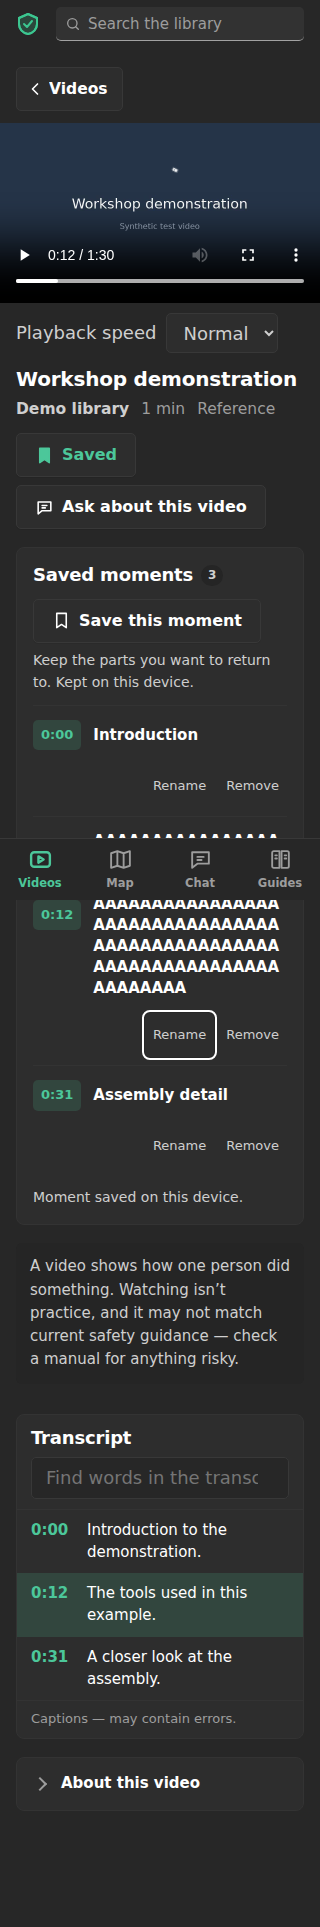 Search the library
Videos
Workshop demonstration
Synthetic test video
0:12 / 1:30
Playback speed Normal
Workshop demonstration
Demo library 1 min Reference
Saved
Ask about this video
Saved moments 3
Save this moment
Keep the parts you want to return
to. Kept on this device.
0:00 Introduction
Rename Remove
Videos Map Chat Guides
0:12 AAAAAAAAAAAAAAAA
AAAAAAAAAAAAAAAA
AAAAAAAAAAAAAAAA
AAAAAAAAAAAAAAAA
AAAAAAAA
Rename Remove
0:31 Assembly detail
Rename Remove
Moment saved on this device.
A video shows how one person did
something. Watching isn’t
practice, and it may not match
current safety guidance — check
a manual for anything risky.
Transcript
Find words in the transc
0:00 Introduction to the
demonstration.
0:12 The tools used in this
example.
0:31 A closer look at the
assembly.
Captions — may contain errors.
About this video